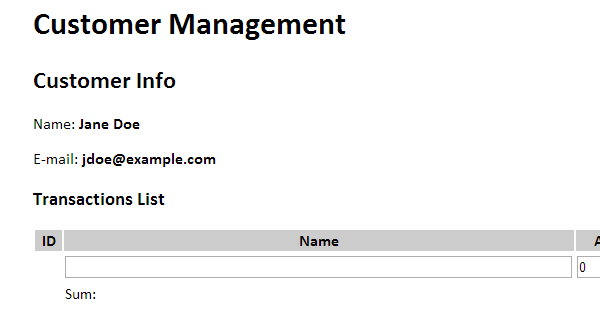 Customer Management
Customer Info
Name: Jane Doe
E-mail: jdoe@example.com
Transactions List
ID Name A
0
Sum: